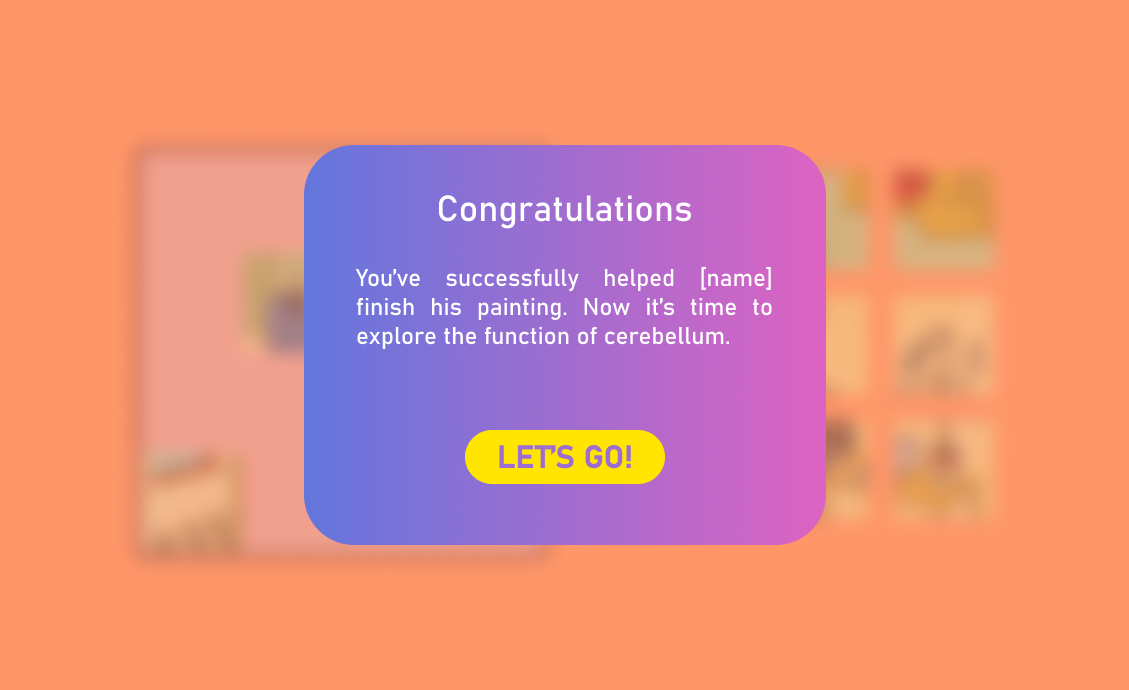 Congratulations
You've successfully helped [name]
finish his painting. Now it's time to
explore the function of cerebellum.
LET'S GO!